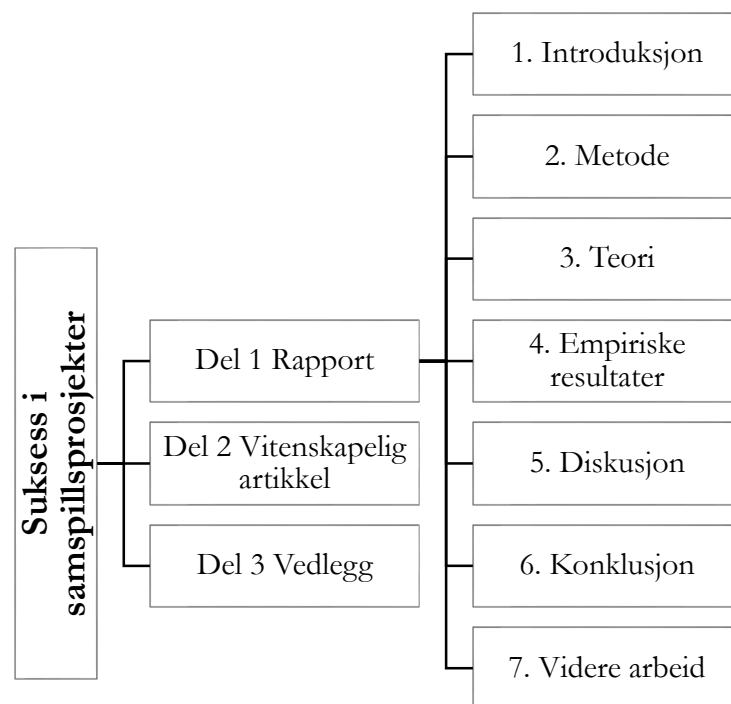 Suksess i
samspillsprosjekter
Del 1 Rapport
Del 2 Vitenskapelig
artikkel
Del 3 Vedlegg
1. Introduksjon
2. Metode
3. Teori
4. Empiriske
resultater
5. Diskusjon
6. Konklusjon
7. Videre arbeid